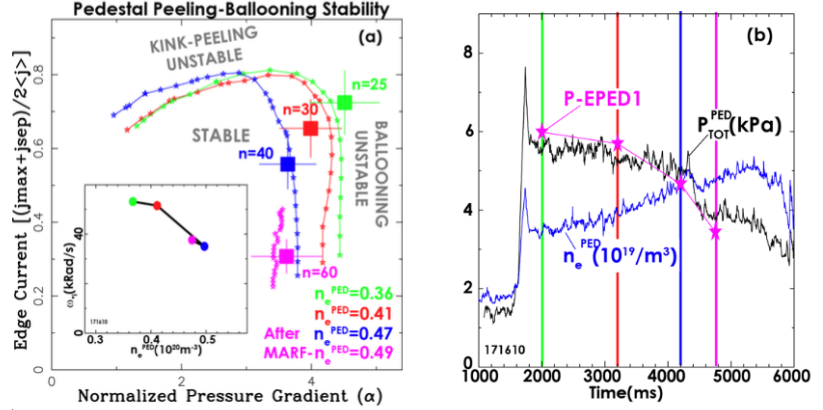 Pedestal Peeling-Ballooning Stability
(a)
KINK-PEELING
UNSTABLE
n=25
n=30
STABLE
n=40
BALLOONING
UNSTABLE
n=60
n_e^PED=0.36
n_e^PED=0.41
After n_e^PED=0.47
MARF-n_e^PED=0.49
Edge Current [(jmax+jsep)/2<j>]
0.8
0.6
0.4
0.2
0
0 2 4
Normalized Pressure Gradient (α)
40
0
171610
0.3 0.4 0.5
n_e^PED(10^20m^-3)
(b)
P-EPED1
P_TOT^PED(kPa)
n_e^PED(10^19/m^3)
8
6
4
2
0
171610
1000 2000 3000 4000 5000 6000
Time(ms)